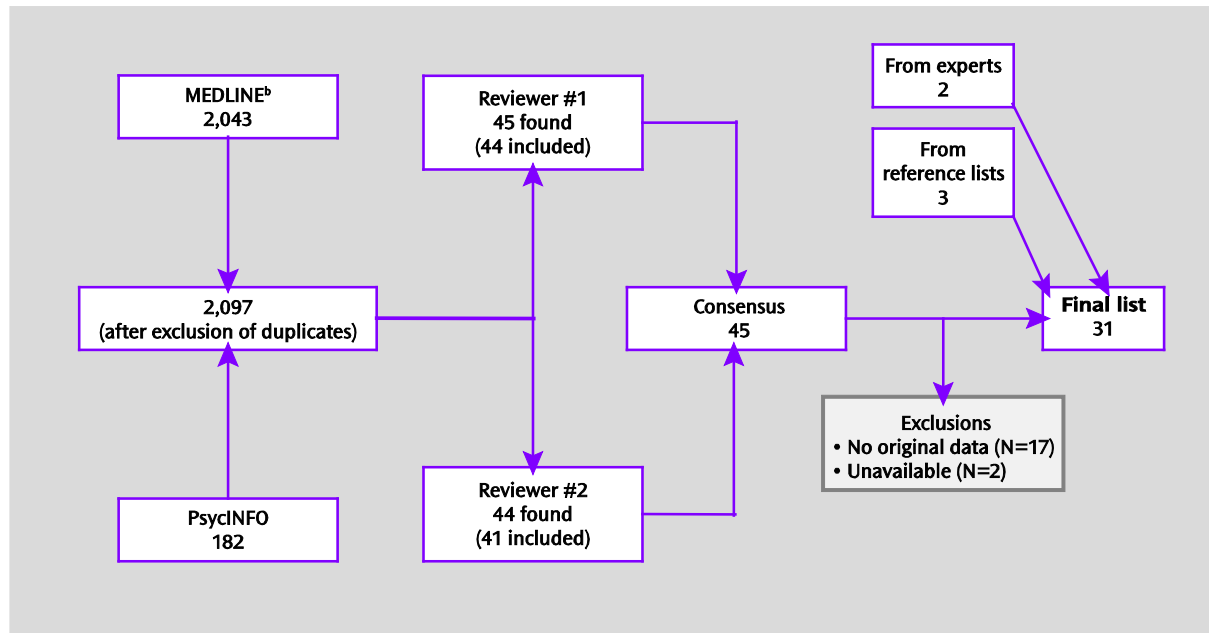 MEDLINEᵇ
2,043
2,097
(after exclusion of duplicates)
PsycINFO
182
Reviewer #1
45 found
(44 included)
Reviewer #2
44 found
(41 included)
Consensus
45
From experts
2
From
reference lists
3
Final list
31
Exclusions
• No original data (N=17)
• Unavailable (N=2)